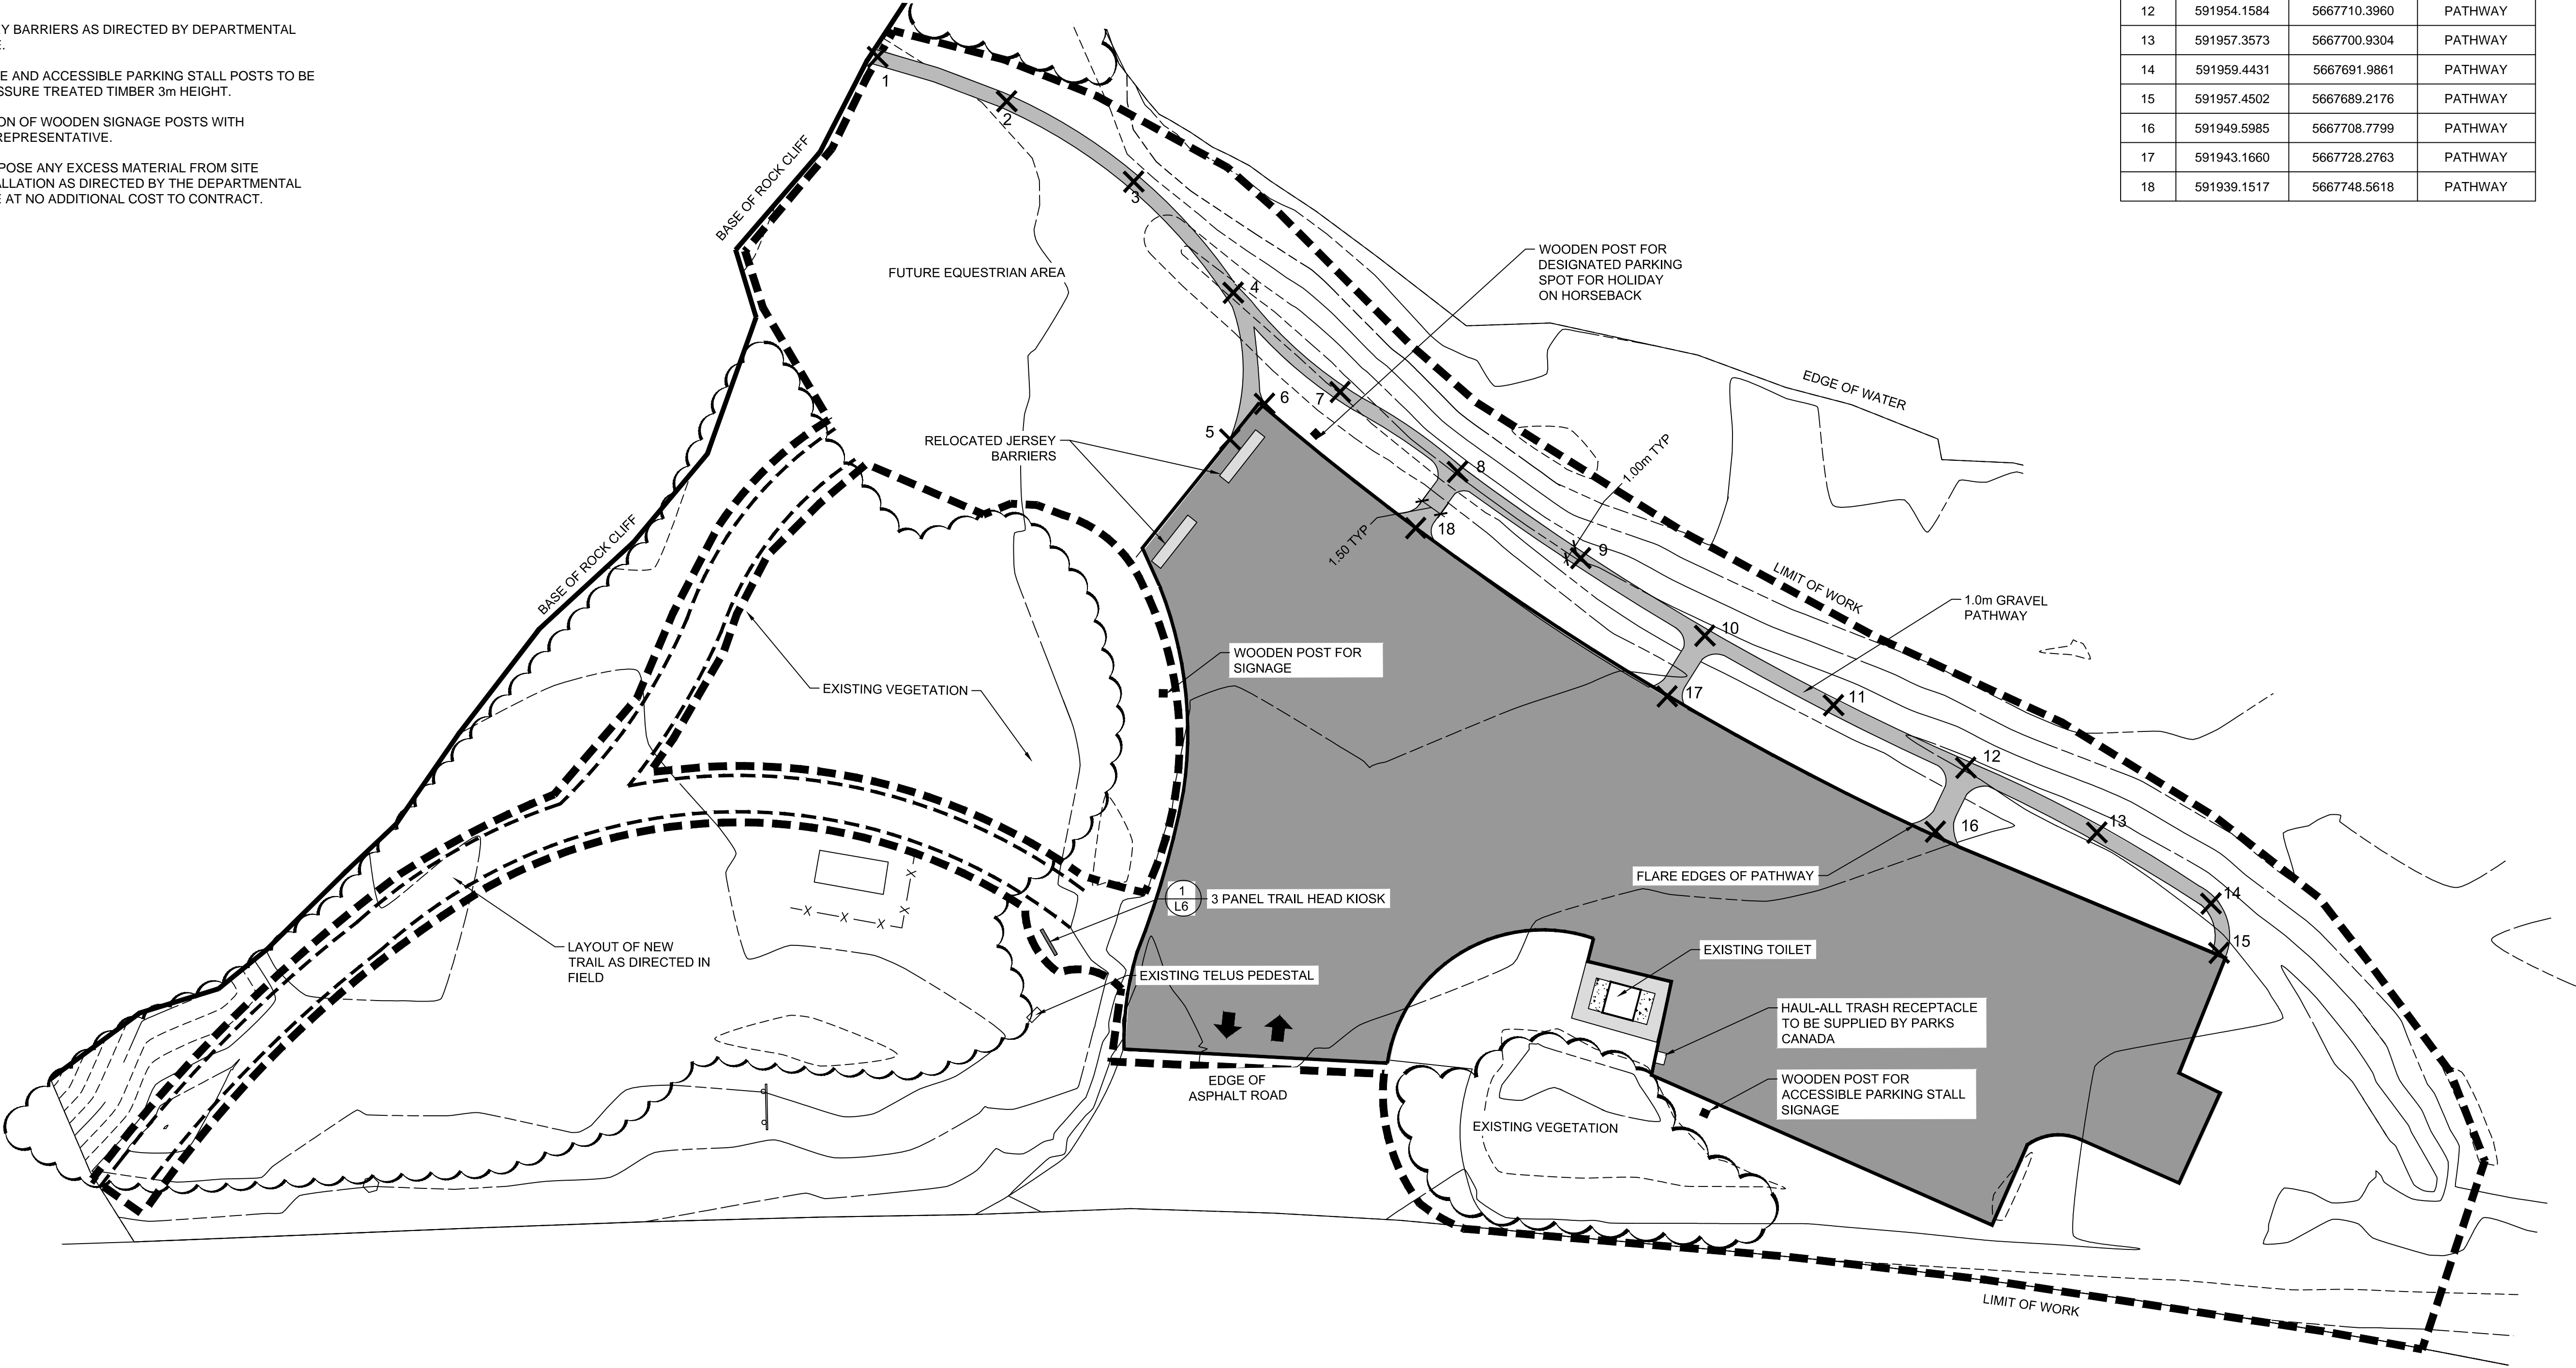 Y BARRIERS AS DIRECTED BY DEPARTMENTAL
E.
E AND ACCESSIBLE PARKING STALL POSTS TO BE
SSURE TREATED TIMBER 3m HEIGHT.
ON OF WOODEN SIGNAGE POSTS WITH
REPRESENTATIVE.
POSE ANY EXCESS MATERIAL FROM SITE
ALLATION AS DIRECTED BY THE DEPARTMENTAL
E AT NO ADDITIONAL COST TO CONTRACT.
12 591954.1584 5667710.3960 PATHWAY
13 591957.3573 5667700.9304 PATHWAY
14 591959.4431 5667691.9861 PATHWAY
15 591957.4502 5667689.2176 PATHWAY
16 591949.5985 5667708.7799 PATHWAY
17 591943.1660 5667728.2763 PATHWAY
18 591939.1517 5667748.5618 PATHWAY
1
2
3
BASE OF ROCK CLIFF
FUTURE EQUESTRIAN AREA
4
WOODEN POST FOR
DESIGNATED PARKING
SPOT FOR HOLIDAY
ON HORSEBACK
EDGE OF WATER
6
7
5
RELOCATED JERSEY
BARRIERS
8
1.00m TYP
18
1.50 TYP
9
BASE OF ROCK CLIFF
LIMIT OF WORK
1.0m GRAVEL
PATHWAY
10
WOODEN POST FOR
SIGNAGE
EXISTING VEGETATION
17
11
12
13
16
FLARE EDGES OF PATHWAY
14
1
L6
3 PANEL TRAIL HEAD KIOSK
X
X
X X X
15
LAYOUT OF NEW
TRAIL AS DIRECTED IN
FIELD
EXISTING TOILET
EXISTING TELUS PEDESTAL
HAUL-ALL TRASH RECEPTACLE
TO BE SUPPLIED BY PARKS
CANADA
EDGE OF
ASPHALT ROAD
WOODEN POST FOR
ACCESSIBLE PARKING STALL
SIGNAGE
EXISTING VEGETATION
LIMIT OF WORK